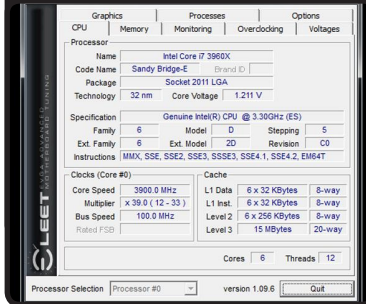 Graphics Processes Options
CPU Memory Monitoring Overclocking Voltages
Processor
Name Intel Core i7 3960X
Code Name Sandy Bridge-E Brand ID
Package Socket 2011 LGA
Technology 32 nm Core Voltage 1.211 V
Specification Genuine Intel(R) CPU @ 3.30GHz (ES)
Family 6 Model D Stepping 5
Ext. Family 6 Ext. Model 2D Revision C0
Instructions MMX, SSE, SSE2, SSE3, SSSE3, SSE4.1, SSE4.2, EM64T
Clocks (Core #0) Cache
Core Speed 3900.0 MHz L1 Data 6 x 32 KBytes 8-way
Multiplier x 39.0 ( 12 - 33 ) L1 Inst. 6 x 32 KBytes 8-way
Bus Speed 100.0 MHz Level 2 6 x 256 KBytes 8-way
Rated FSB Level 3 15 MBytes 20-way
Cores 6 Threads 12
Processor Selection Processor #0 version 1.09.6 Quit
ELEET EVGA ADVANCED
MOTHERBOARD TUNING